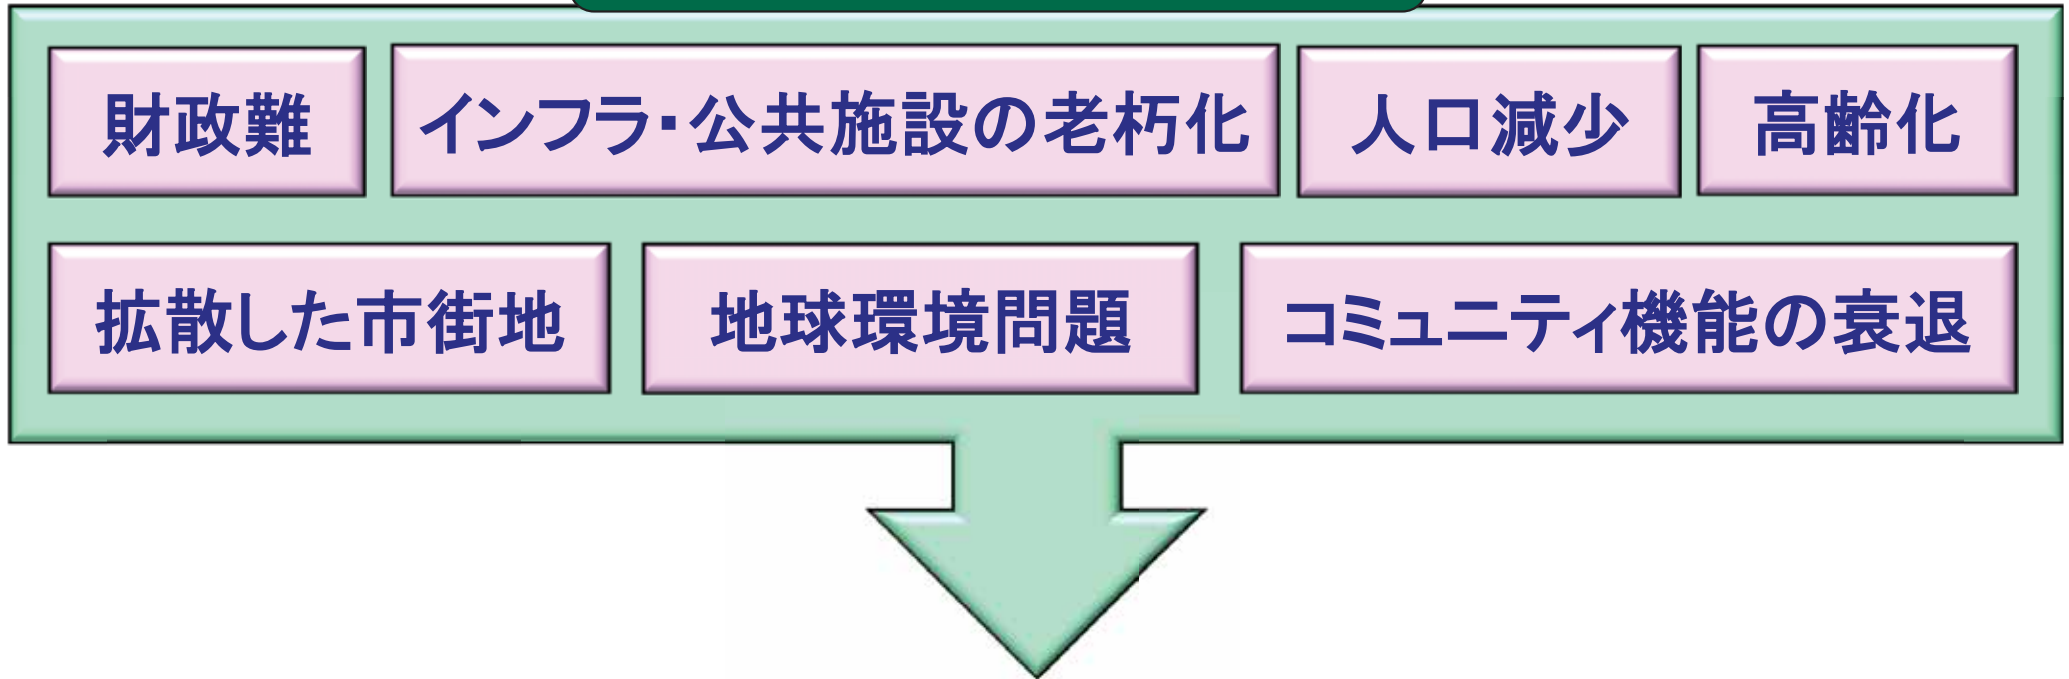 財政難
インフラ・公共施設の老朽化
人口減少
高齢化
拡散した市街地
地球環境問題
コミュニティ機能の衰退